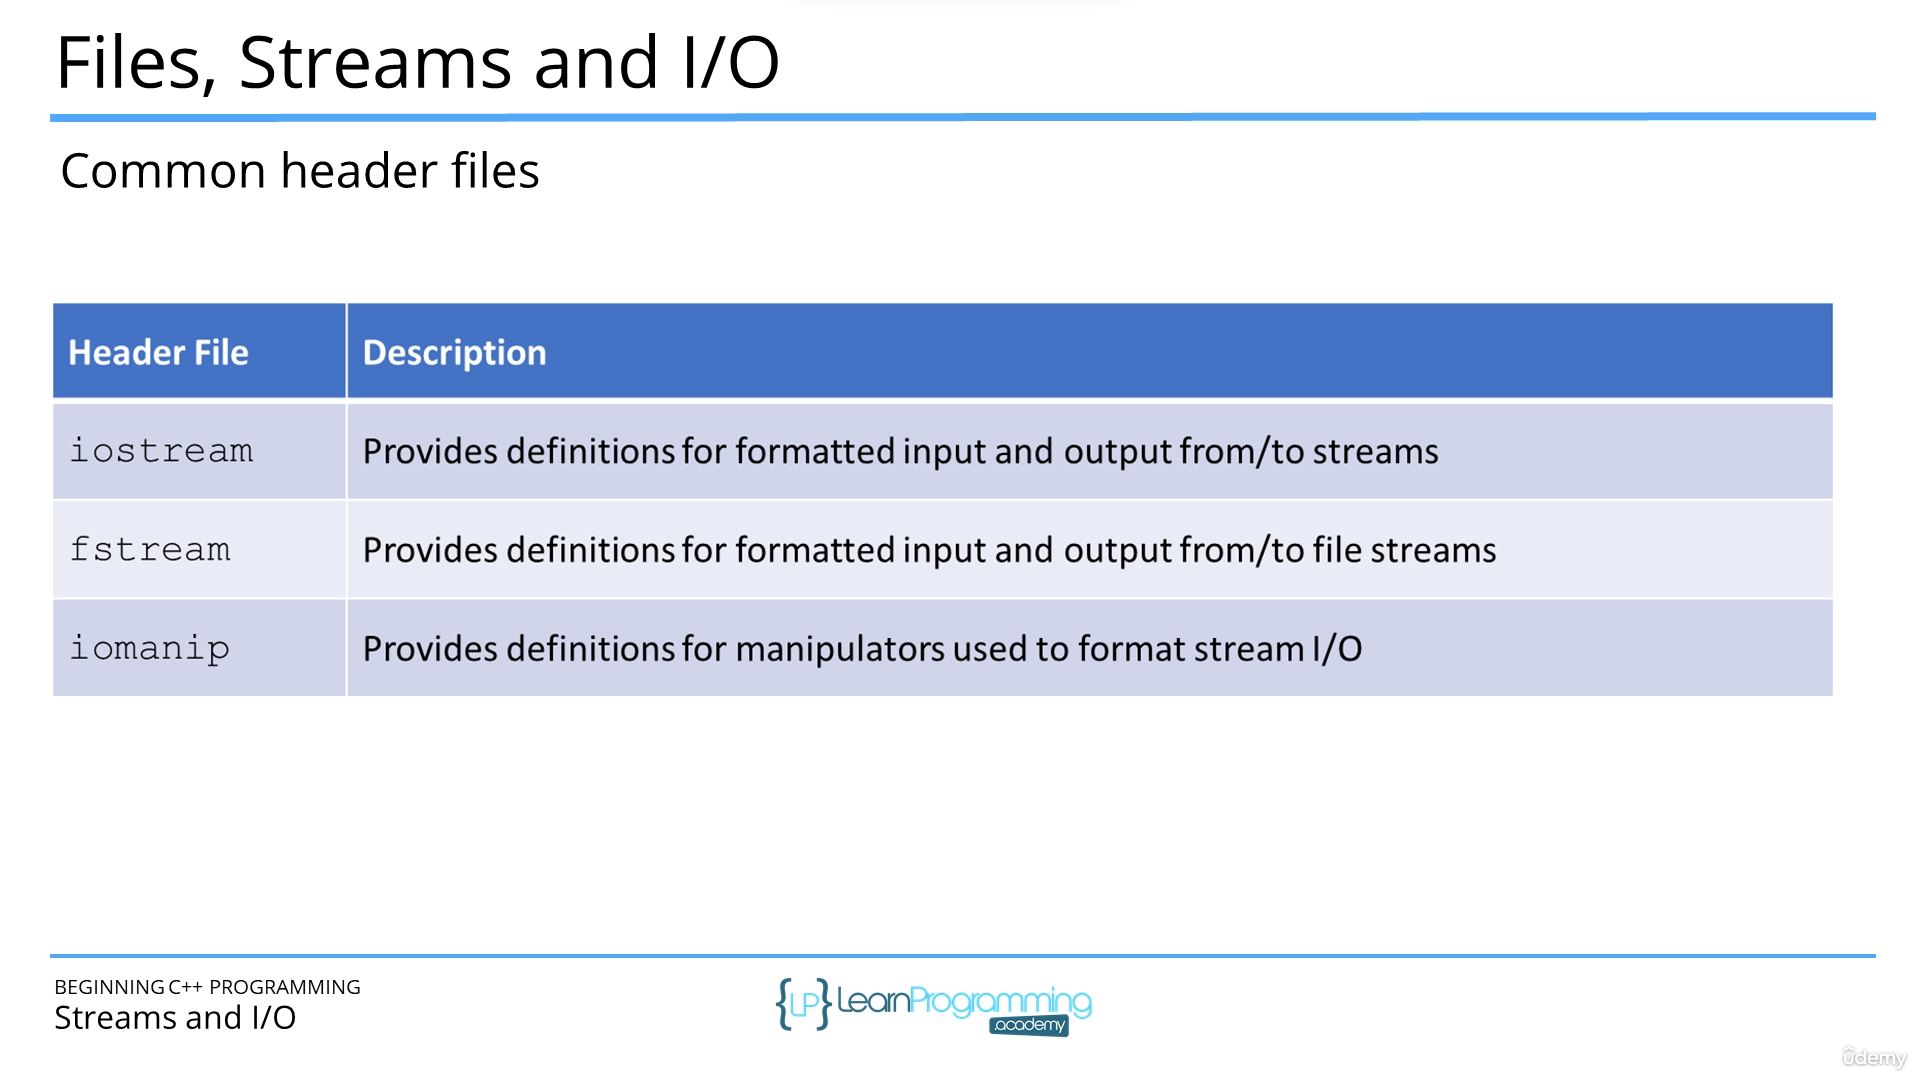 Files, Streams and I/O
Common header files
Header File Description
iostream Provides definitions for formatted input and output from/to streams
fstream Provides definitions for formatted input and output from/to file streams
iomanip Provides definitions for manipulators used to format stream I/O
BEGINNING C++ PROGRAMMING
Streams and I/O
{LP} LearnProgramming
.academy
ûdemy